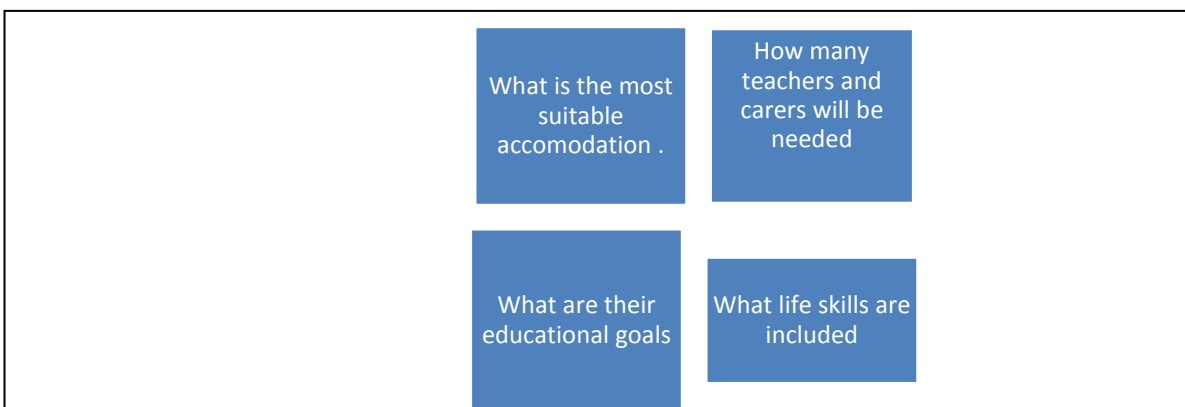 What is the most
suitable
accomodation .
How many
teachers and
carers will be
needed
What are their
educational goals
What life skills are
included